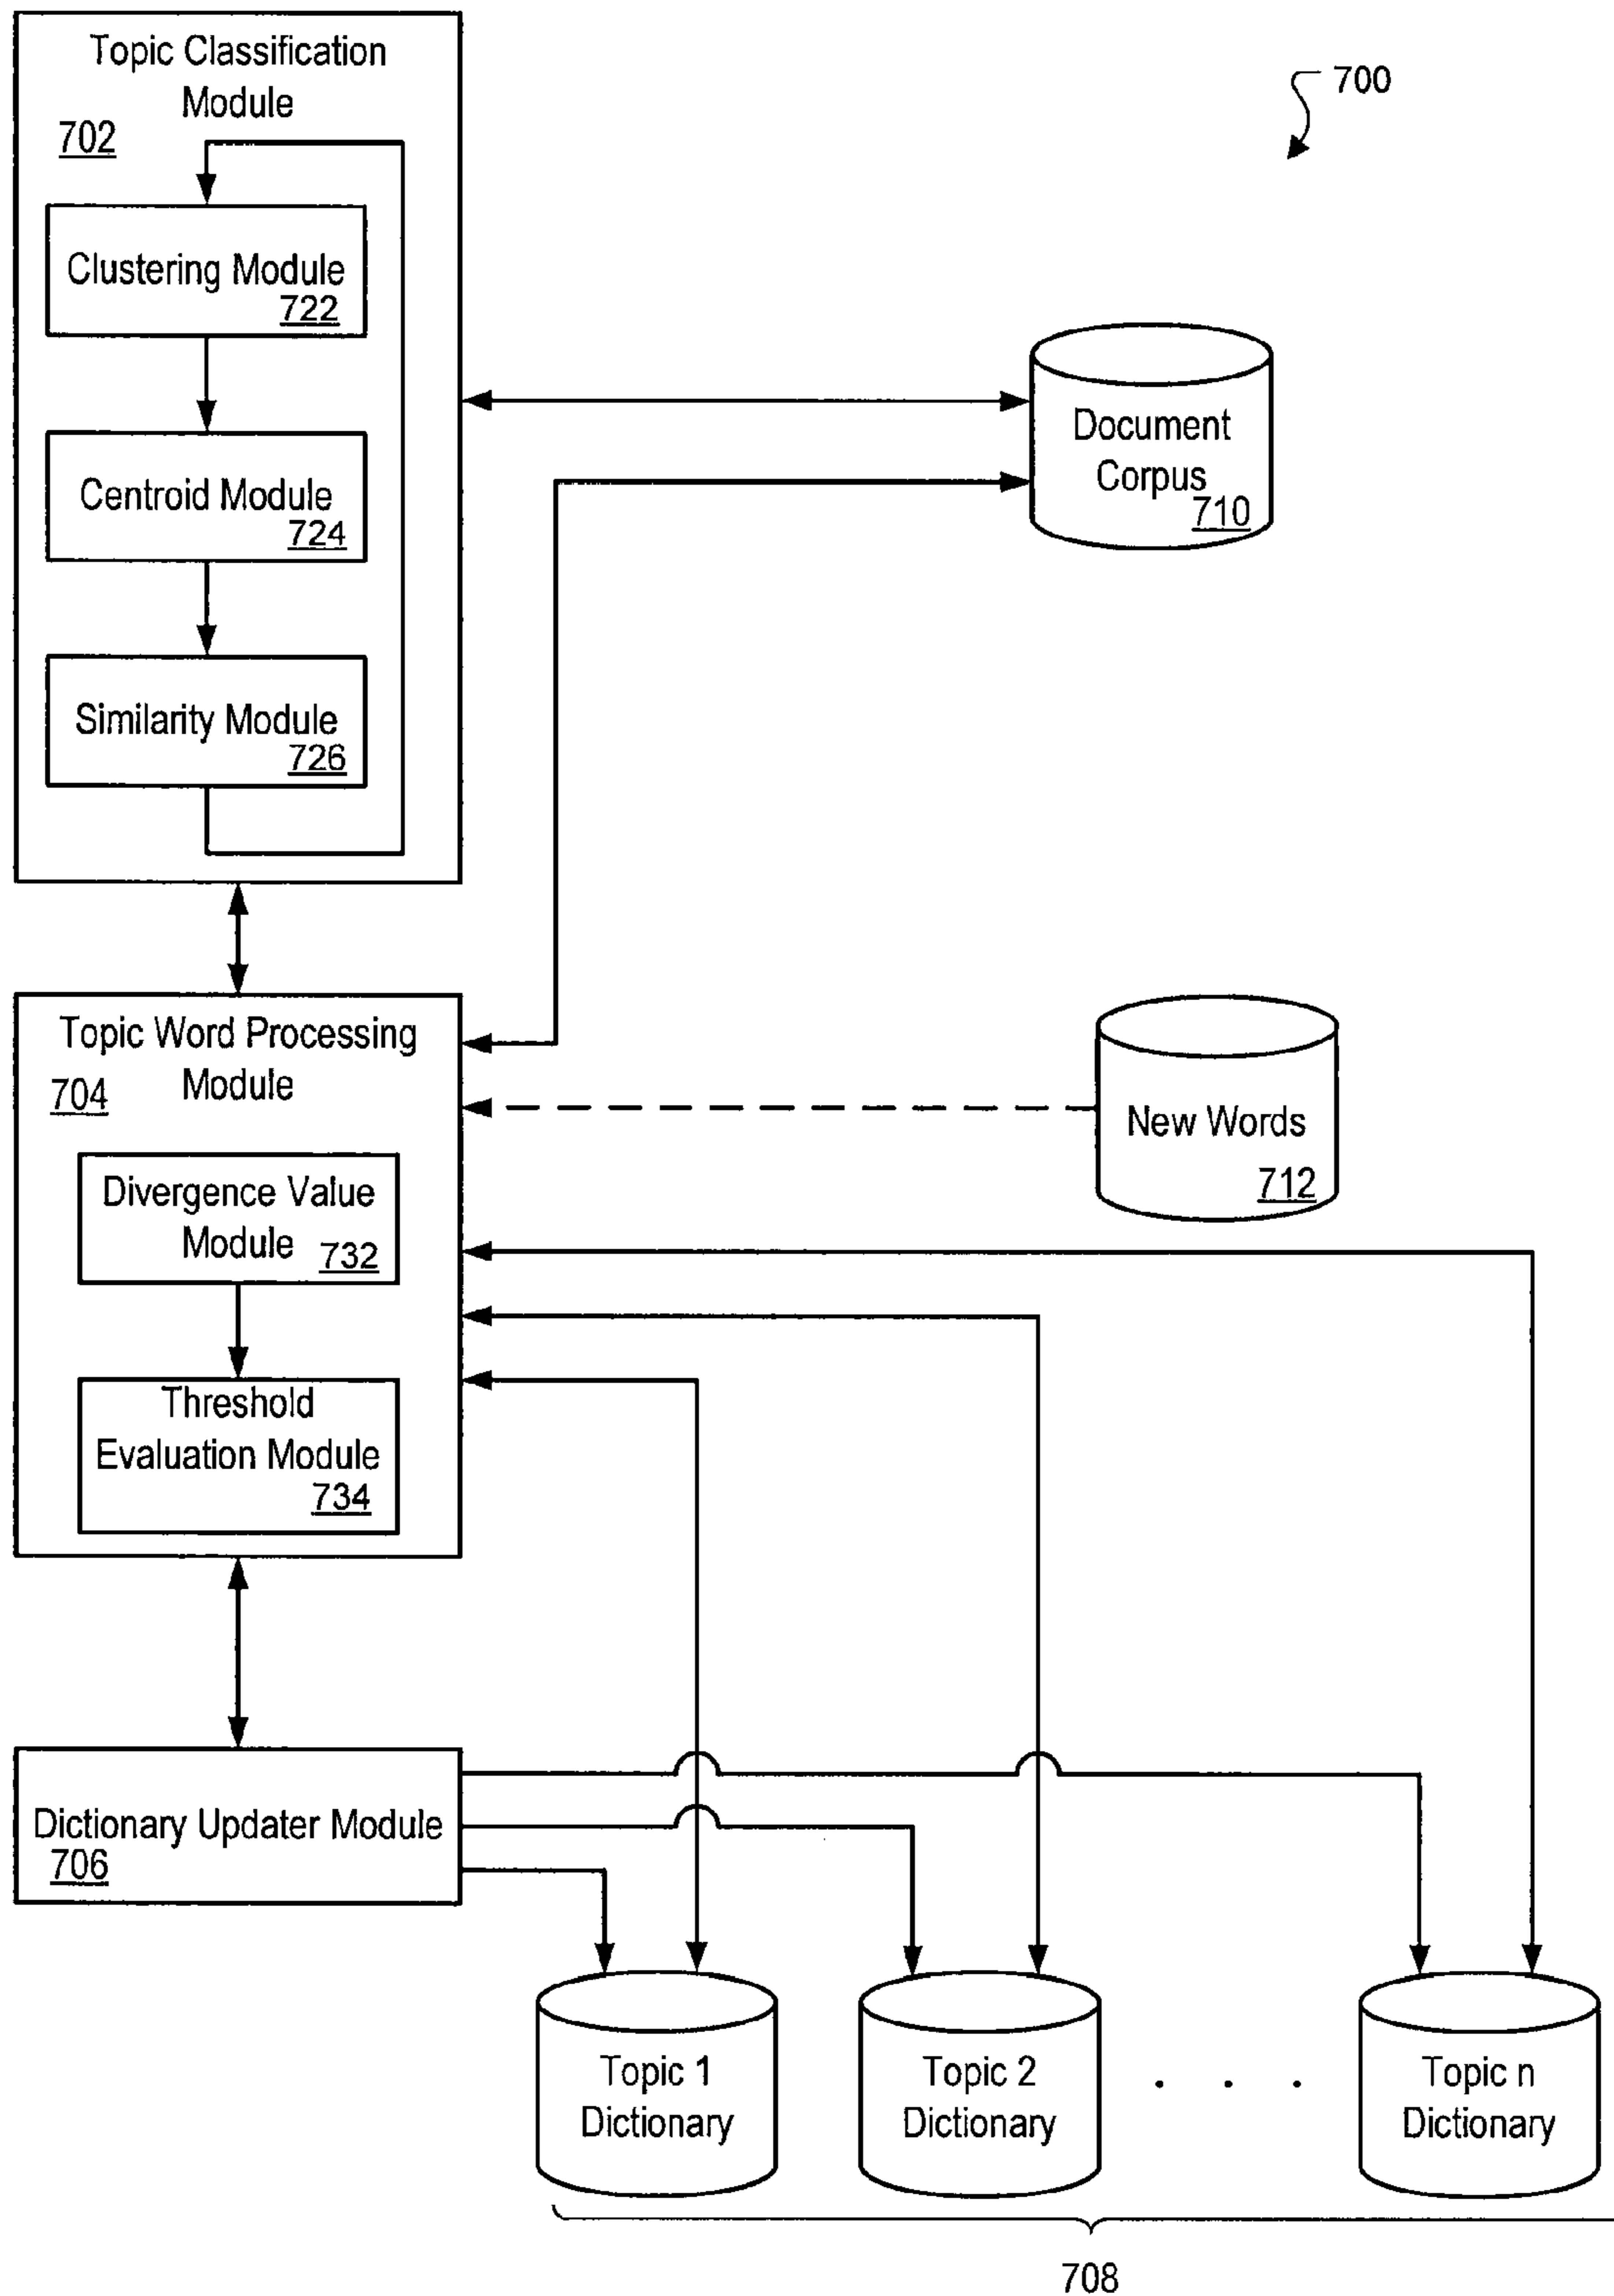 Topic Classification
Module
702
700
Clustering Module
722
Centroid Module
724
Similarity Module
726
Document
Corpus
710
Topic Word Processing
Module
704
New Words
712
Divergence Value
Module
732
Threshold
Evaluation Module
734
Dictionary Updater Module
706
Topic 1
Dictionary
Topic 2
Dictionary
. . .
Topic n
Dictionary
708